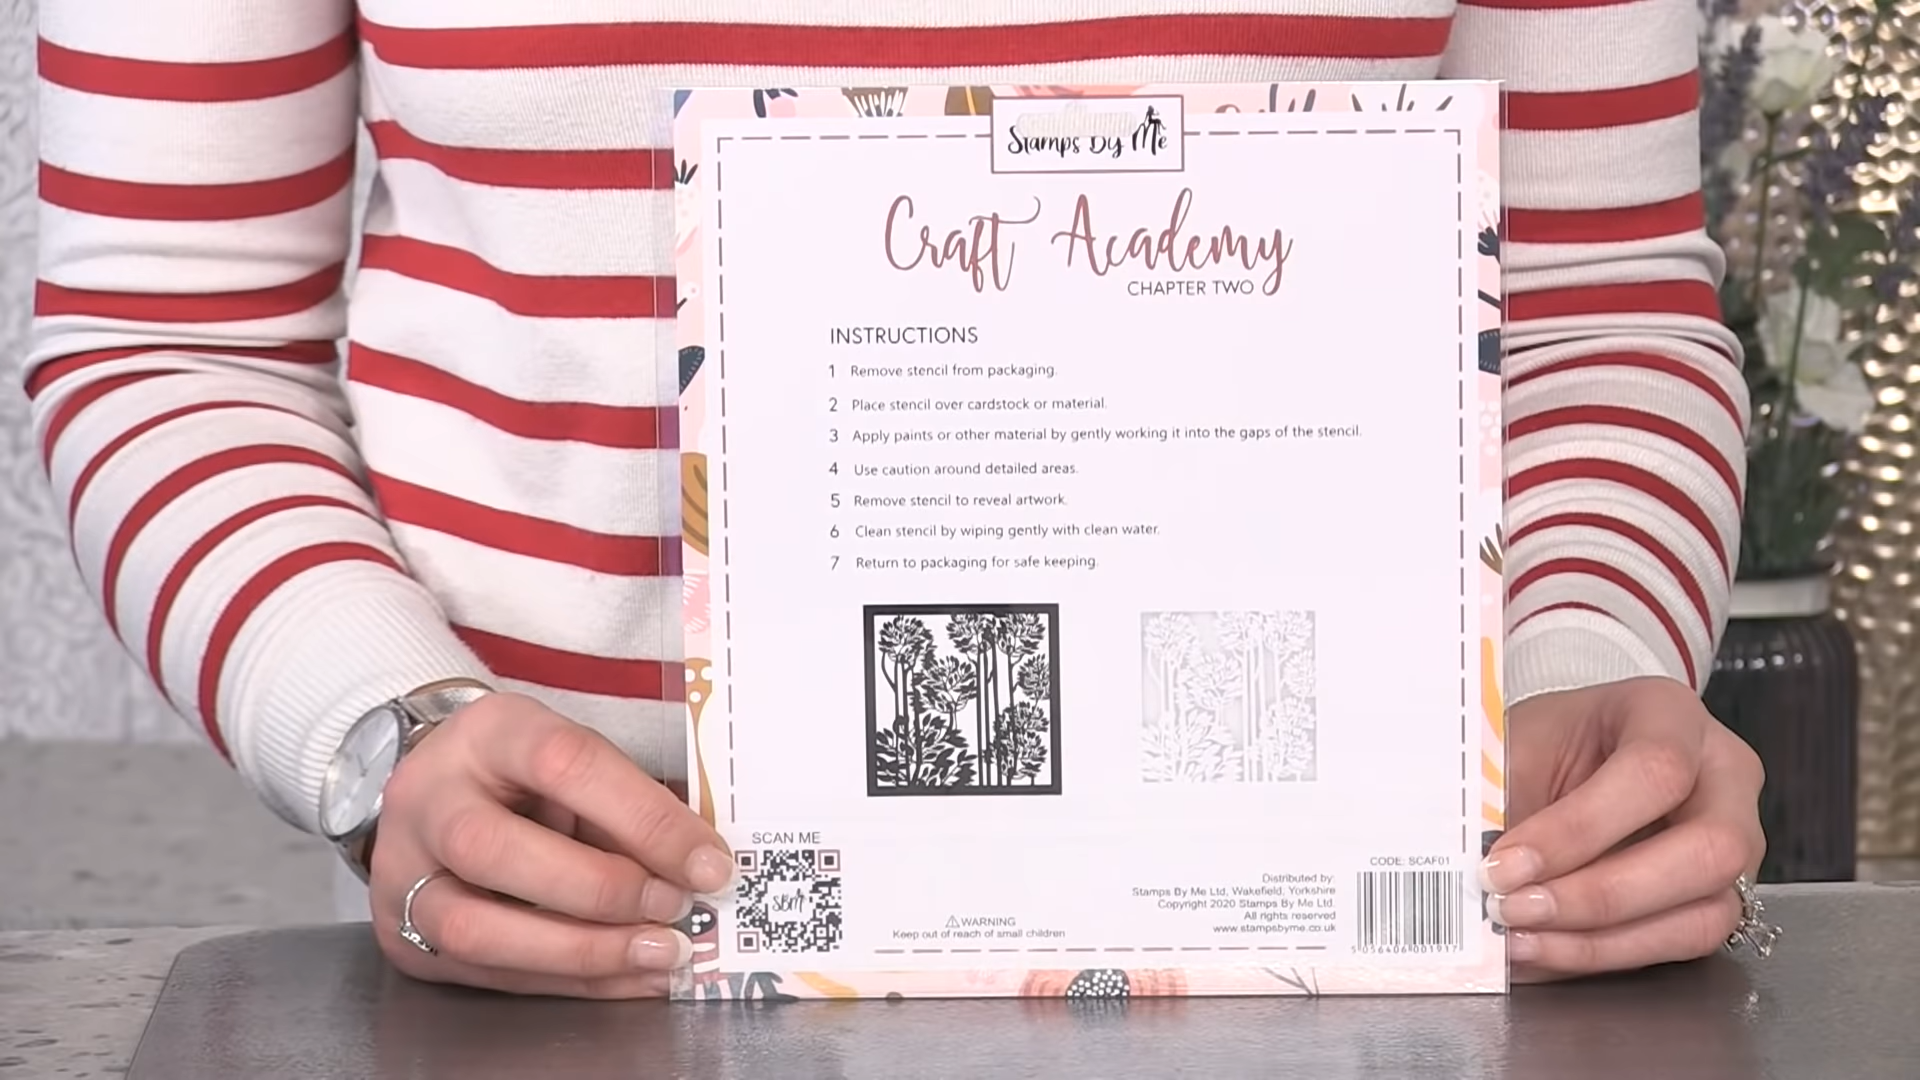 Stamps By Me
Craft Academy
CHAPTER TWO
INSTRUCTIONS
1 Remove stencil from packaging.
2 Place stencil over cardstock or material.
3 Apply paints or other material by gently working it into the gaps of the stencil.
4 Use caution around detailed areas.
5 Remove stencil to reveal artwork.
6 Clean stencil by wiping gently with clean water.
7 Return to packaging for safe keeping.
SCAN ME
SBM
⚠ WARNING
Keep out of reach of small children
Distributed by:
Stamps By Me Ltd, Wakefield, Yorkshire
Copyright 2020 Stamps By Me Ltd.
All rights reserved
www.stampsbyme.co.uk
CODE: SCAF01
5 056406 001917